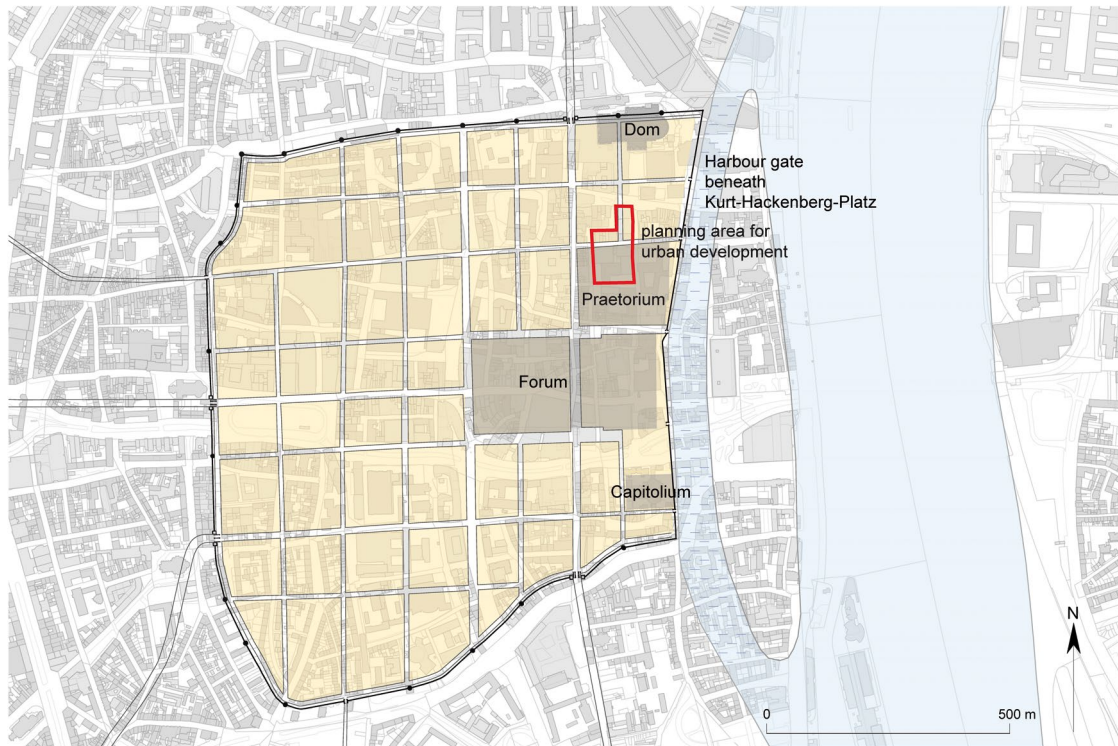 Dom
Harbour gate
beneath
Kurt-Hackenberg-Platz
planning area for
urban development
Praetorium
Forum
Capitolium
N
0
500 m